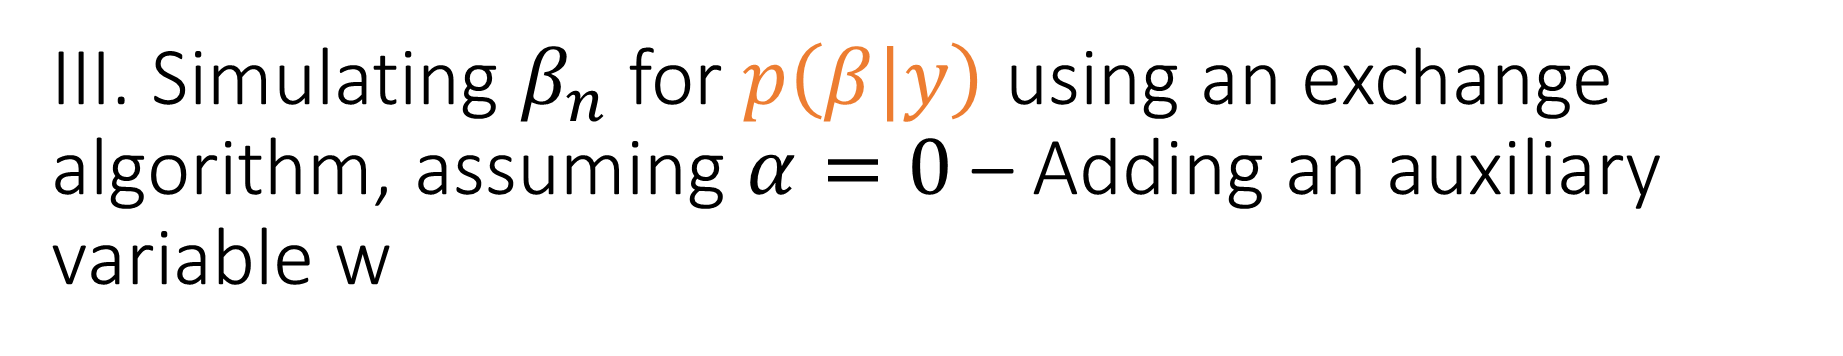 III. Simulating βₙ for p(β|y) using an exchange
algorithm, assuming α = 0 – Adding an auxiliary
variable w